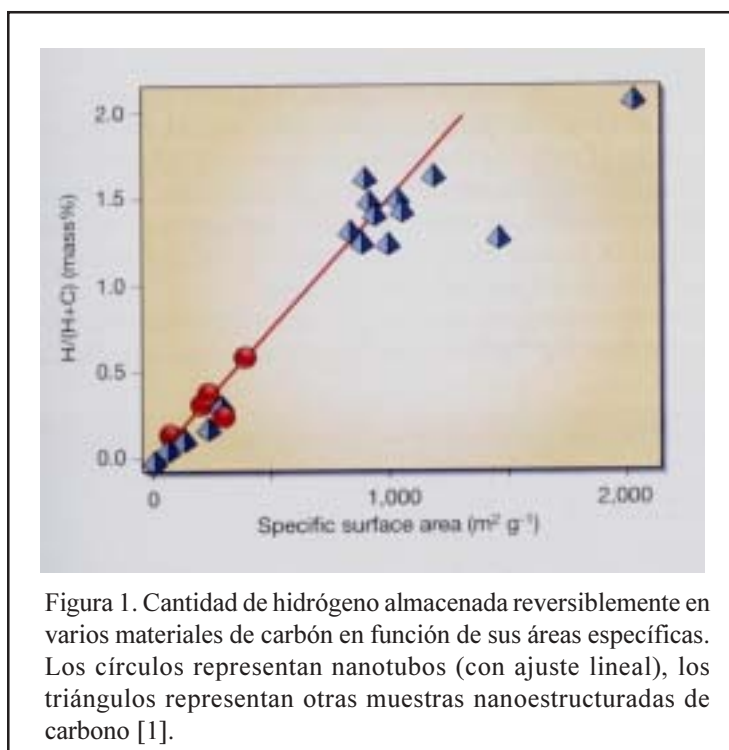 2.0
1.5
1.0
0.5
0.0
H/(H+C) (mass%)
0 1,000 2,000
Specific surface area (m² g⁻¹)
Figura 1. Cantidad de hidrógeno almacenada reversiblemente en
varios materiales de carbón en función de sus áreas específicas.
Los círculos representan nanotubos (con ajuste lineal), los
triángulos representan otras muestras nanoestructuradas de
carbono [1].